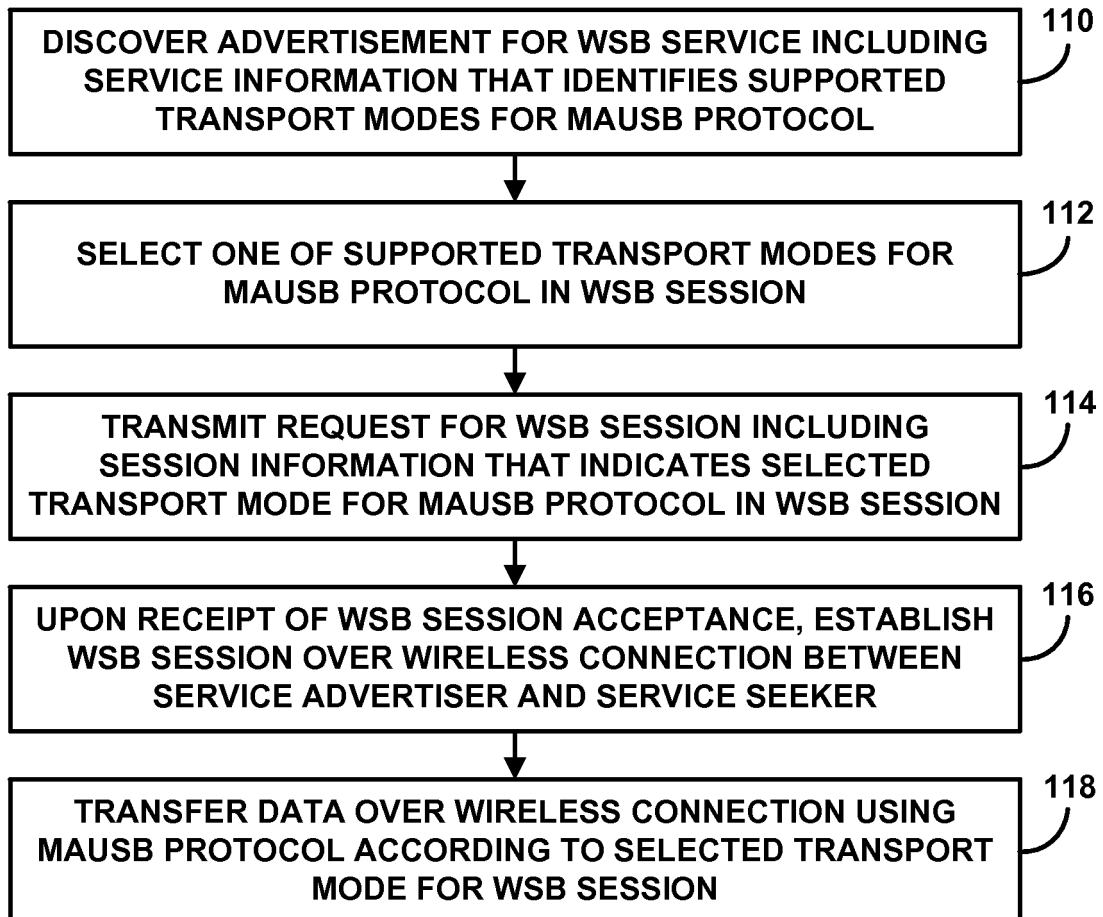 DISCOVER ADVERTISEMENT FOR WSB SERVICE INCLUDING
SERVICE INFORMATION THAT IDENTIFIES SUPPORTED
TRANSPORT MODES FOR MAUSB PROTOCOL
110
SELECT ONE OF SUPPORTED TRANSPORT MODES FOR
MAUSB PROTOCOL IN WSB SESSION
112
TRANSMIT REQUEST FOR WSB SESSION INCLUDING
SESSION INFORMATION THAT INDICATES SELECTED
TRANSPORT MODE FOR MAUSB PROTOCOL IN WSB SESSION
114
UPON RECEIPT OF WSB SESSION ACCEPTANCE, ESTABLISH
WSB SESSION OVER WIRELESS CONNECTION BETWEEN
SERVICE ADVERTISER AND SERVICE SEEKER
116
TRANSFER DATA OVER WIRELESS CONNECTION USING
MAUSB PROTOCOL ACCORDING TO SELECTED TRANSPORT
MODE FOR WSB SESSION
118